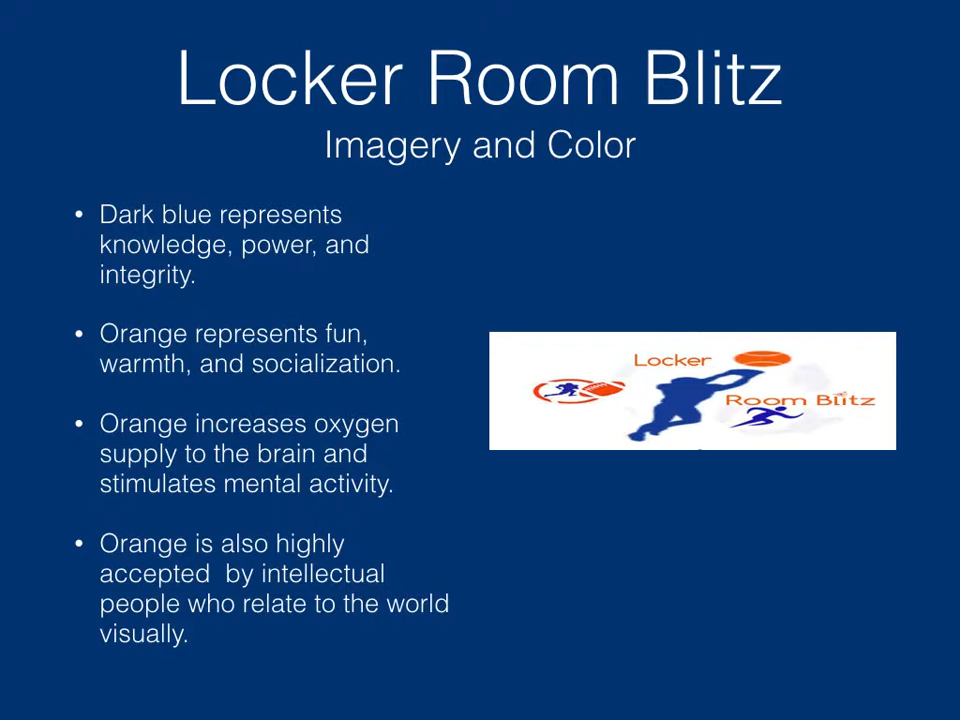 Locker Room Blitz
Imagery and Color
• Dark blue represents
knowledge, power, and
integrity.
• Orange represents fun,
warmth, and socialization.
• Orange increases oxygen
supply to the brain and
stimulates mental activity.
• Orange is also highly
accepted  by intellectual
people who relate to the world
visually.
Locker
Room Blitz